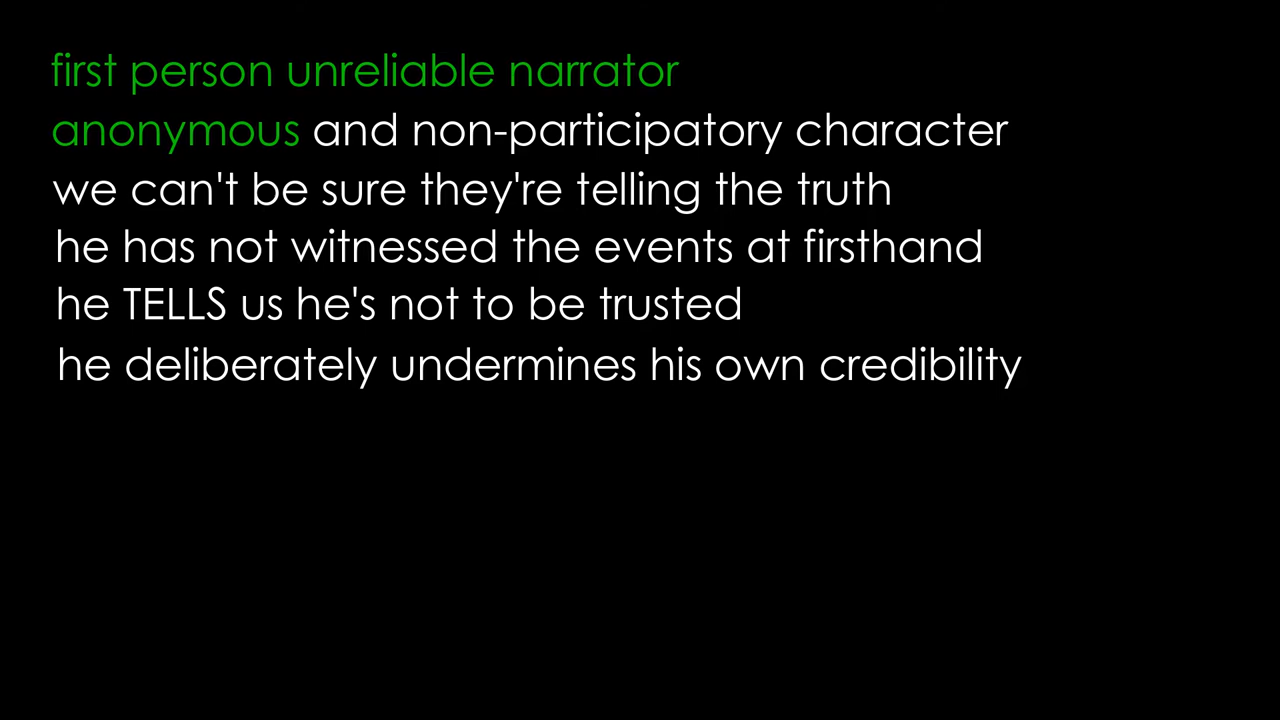 first person unreliable narrator
anonymous and non-participatory character
we can't be sure they're telling the truth
he has not witnessed the events at firsthand
he TELLS us he's not to be trusted
he deliberately undermines his own credibility